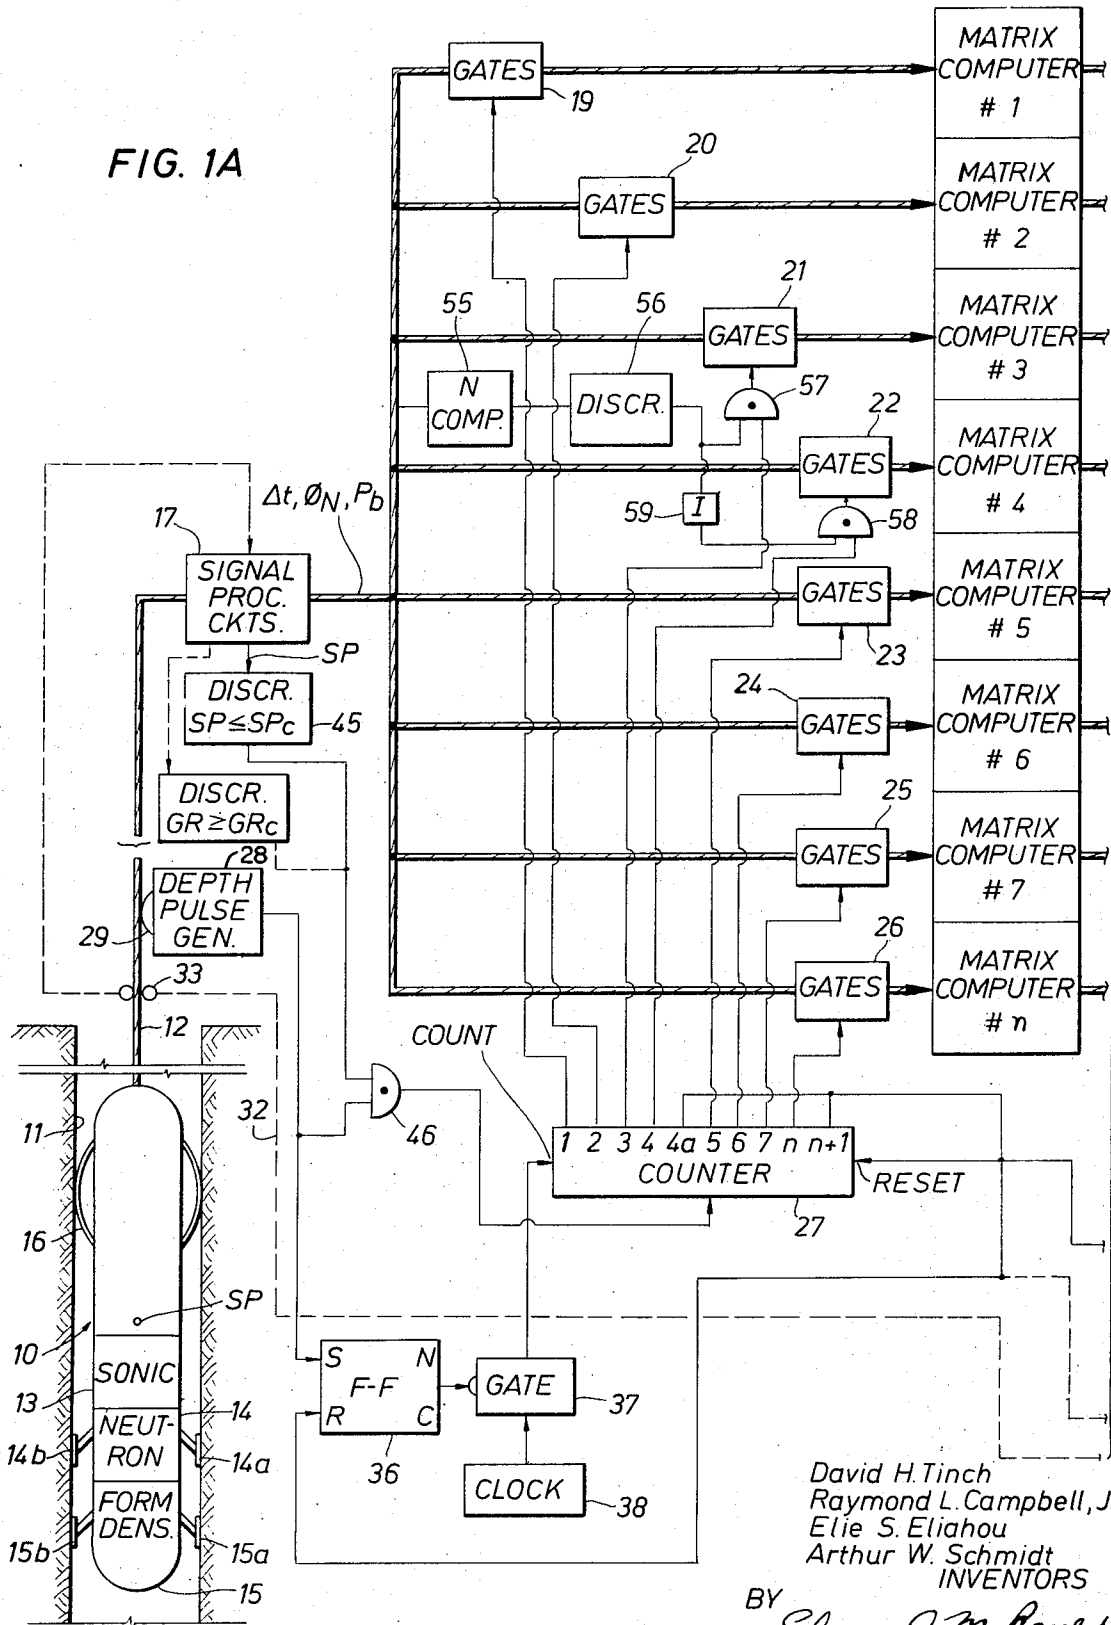 FIG. 1A
GATES
19
MATRIX
COMPUTER
# 1
20
GATES
MATRIX
COMPUTER
# 2
21
GATES
MATRIX
COMPUTER
# 3
55
N
COMP.
56
DISCR.
57
22
GATES
MATRIX
COMPUTER
# 4
59
I
58
Δt, ØN, Pb
17
SIGNAL
PROC.
CKTS.
GATES
23
MATRIX
COMPUTER
# 5
SP
DISCR.
SP≤SPc
45
24
GATES
MATRIX
COMPUTER
# 6
DISCR.
GR≥GRc
25
GATES
MATRIX
COMPUTER
# 7
28
DEPTH
PULSE
GEN.
29
26
GATES
MATRIX
COMPUTER
# n
33
12
COUNT
11
32
46
1 2 3 4 4a 5 6 7 n n+1
COUNTER
RESET
27
16
SP
10
SONIC
13
14
NEUT-
RON
14b
14a
FORM
DENS.
15b
15a
15
S N
F-F
R C
36
GATE
37
CLOCK
38
David H. Tinch
Raymond L. Campbell, J
Elie S. Eliahou
Arthur W. Schmidt
INVENTORS
BY